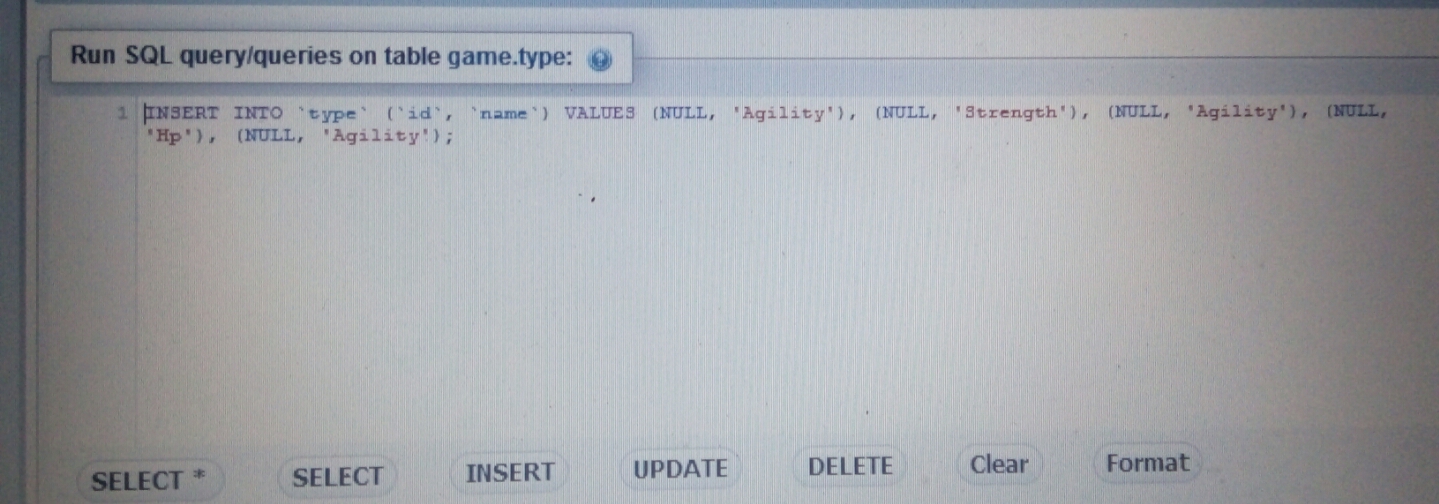 Run SQL query/queries on table game.type:
1 INSERT INTO `type` (`id`, `name`) VALUES (NULL, 'Agility'), (NULL, 'Strength'), (NULL, 'Agility'), (NULL,
'Hp'), (NULL, 'Agility');
SELECT * SELECT INSERT UPDATE DELETE Clear Format